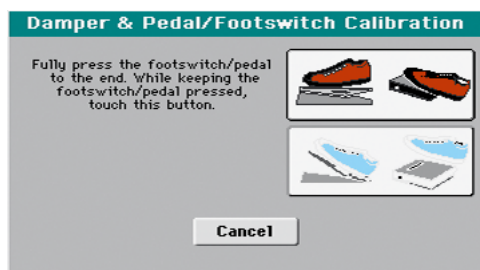 Damper & Pedal/Footswitch Calibration
Fully press the footswitch/pedal
to the end. While keeping the
footswitch/pedal pressed,
touch this button.
Cancel